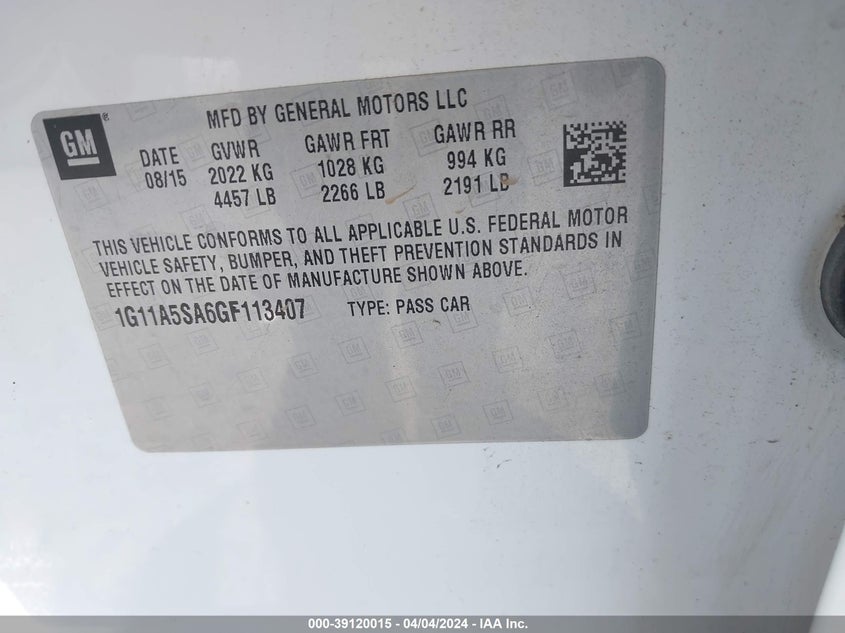 GM
®
MFD BY GENERAL MOTORS LLC
DATE GVWR GAWR FRT GAWR RR
08/15 2022 KG 1028 KG 994 KG
4457 LB 2266 LB 2191 LB
THIS VEHICLE CONFORMS TO ALL APPLICABLE U.S. FEDERAL MOTOR
VEHICLE SAFETY, BUMPER, AND THEFT PREVENTION STANDARDS IN
EFFECT ON THE DATE OF MANUFACTURE SHOWN ABOVE.
1G11A5SA6GF113407 TYPE: PASS CAR
000-39120015 - 04/04/2024 - IAA Inc.